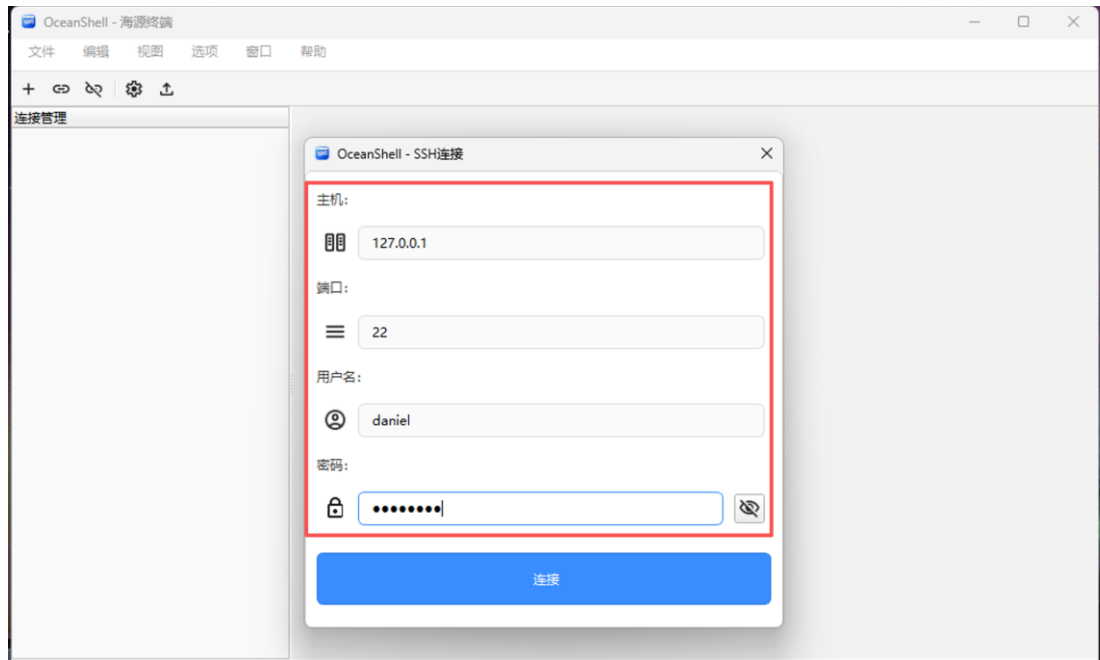 OceanShell - 海源终端
文件 编辑 视图 选项 窗口 帮助
连接管理
OceanShell - SSH连接
主机:
127.0.0.1
端口:
22
用户名:
daniel
密码:
••••••••
连接